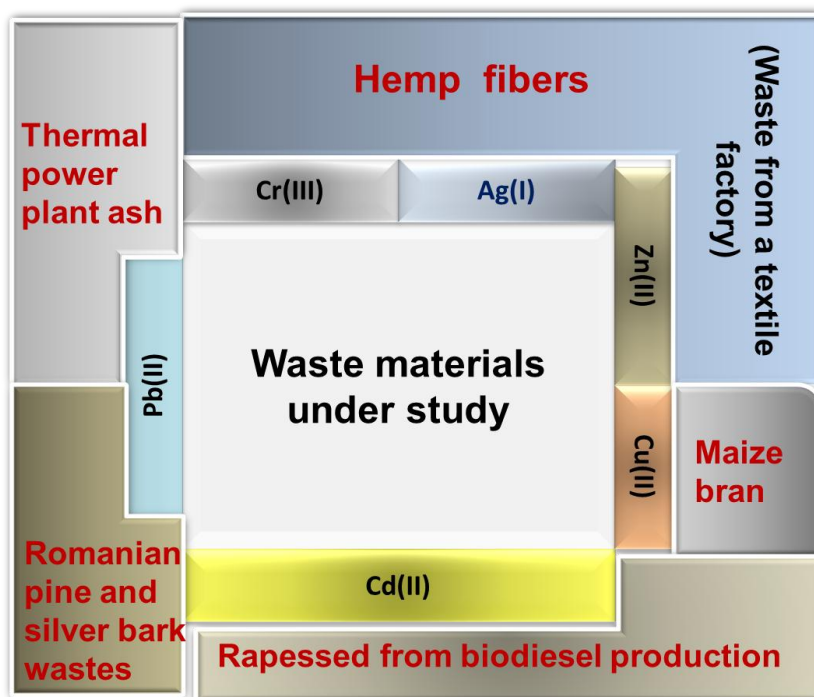 Hemp fibers
(Waste from a textile
factory)
Thermal
power
plant ash
Cr(III)
Ag(I)
Zn(II)
Pb(II)
Waste materials
under study
Cu(II)
Maize
bran
Romanian
pine and
silver bark
wastes
Cd(II)
Rapessed from biodiesel production